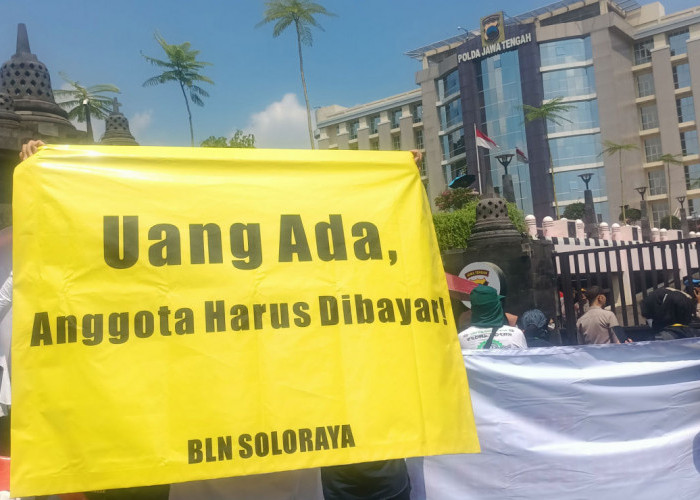 POLDA JAWA TENGAH
Uang Ada,
Anggota Harus Dibayar!
BLN SOLORAYA